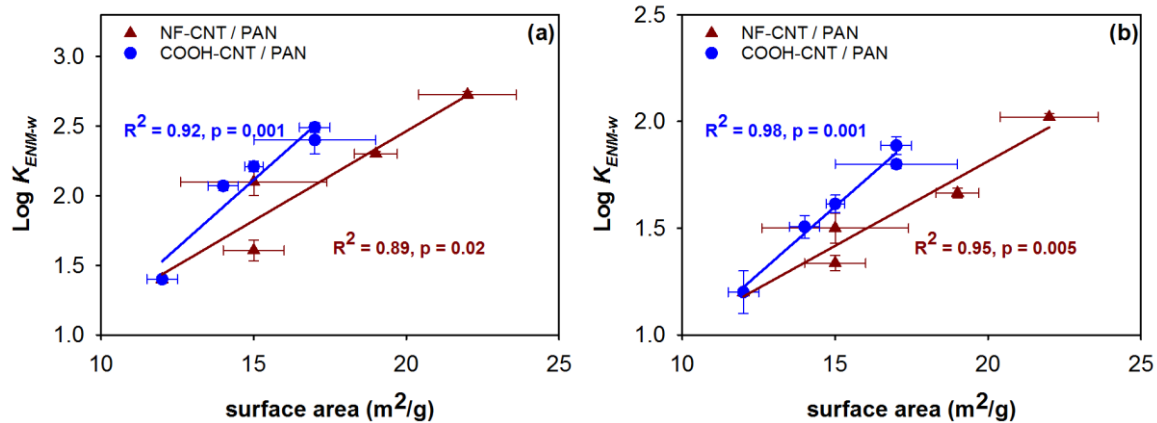 (a)
NF-CNT / PAN
COOH-CNT / PAN
R² = 0.92, p = 0.001
R² = 0.89, p = 0.02
Log K_ENM-w
3.0
2.5
2.0
1.5
1.0
10 15 20 25
surface area (m²/g)
(b)
NF-CNT / PAN
COOH-CNT / PAN
R² = 0.98, p = 0.001
R² = 0.95, p = 0.005
Log K_ENM-w
2.5
2.0
1.5
1.0
10 15 20 25
surface area (m²/g)